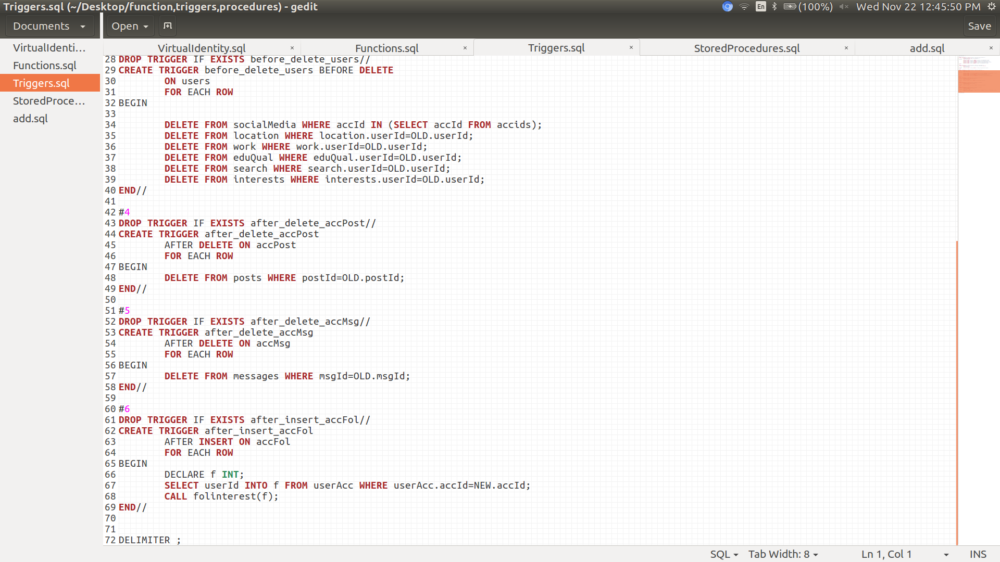 Triggers.sql (~/Desktop/function,triggers,procedures) - gedit
En
(100%)
Wed Nov 22 12:45:50 PM
Documents
Open
Save
VirtualIdenti...
Functions.sql
Triggers.sql
StoredProce...
add.sql
VirtualIdentity.sql ×
Functions.sql ×
Triggers.sql ×
StoredProcedures.sql ×
add.sql ×
28 DROP TRIGGER IF EXISTS before_delete_users//
29 CREATE TRIGGER before_delete_users BEFORE DELETE
30         ON users
31         FOR EACH ROW
32 BEGIN
33
34         DELETE FROM socialMedia WHERE accId IN (SELECT accId FROM accids);
35         DELETE FROM location WHERE location.userId=OLD.userId;
36         DELETE FROM work WHERE work.userId=OLD.userId;
37         DELETE FROM eduQual WHERE eduQual.userId=OLD.userId;
38         DELETE FROM search WHERE search.userId=OLD.userId;
39         DELETE FROM interests WHERE interests.userId=OLD.userId;
40 END//
41
42 #4
43 DROP TRIGGER IF EXISTS after_delete_accPost//
44 CREATE TRIGGER after_delete_accPost
45         AFTER DELETE ON accPost
46         FOR EACH ROW
47 BEGIN
48         DELETE FROM posts WHERE postId=OLD.postId;
49 END//
50
51 #5
52 DROP TRIGGER IF EXISTS after_delete_accMsg//
53 CREATE TRIGGER after_delete_accMsg
54         AFTER DELETE ON accMsg
55         FOR EACH ROW
56 BEGIN
57         DELETE FROM messages WHERE msgId=OLD.msgId;
58 END//
59
60 #6
61 DROP TRIGGER IF EXISTS after_insert_accFol//
62 CREATE TRIGGER after_insert_accFol
63         AFTER INSERT ON accFol
64         FOR EACH ROW
65 BEGIN
66         DECLARE f INT;
67         SELECT userId INTO f FROM userAcc WHERE userAcc.accId=NEW.accId;
68         CALL folinterest(f);
69 END//
70
71
72 DELIMITER ;
SQL
Tab Width: 8
Ln 1, Col 1
INS